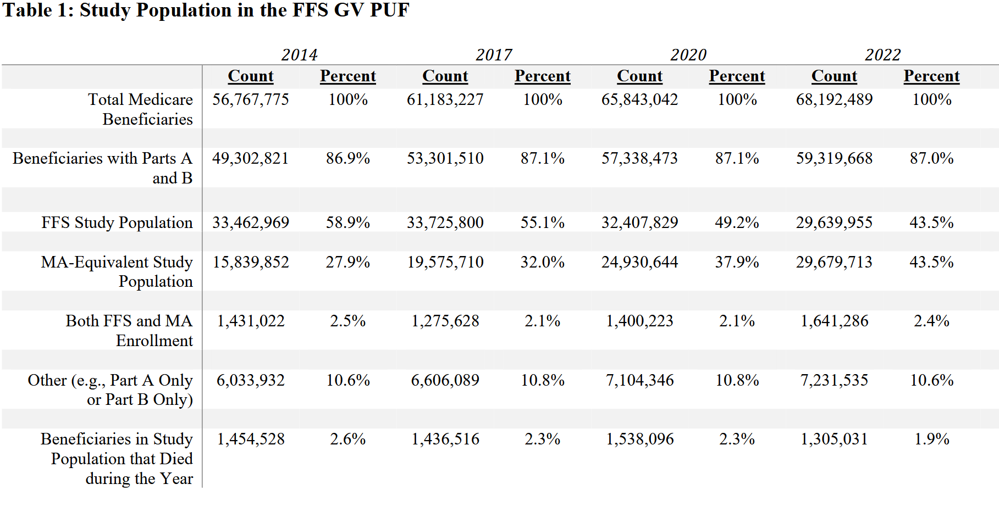 Table 1: Study Population in the FFS GV PUF
2014 2017 2020 2022
Count Percent Count Percent Count Percent Count Percent
Total Medicare 56,767,775 100% 61,183,227 100% 65,843,042 100% 68,192,489 100%
Beneficiaries
Beneficiaries with Parts A 49,302,821 86.9% 53,301,510 87.1% 57,338,473 87.1% 59,319,668 87.0%
and B
FFS Study Population 33,462,969 58.9% 33,725,800 55.1% 32,407,829 49.2% 29,639,955 43.5%
MA-Equivalent Study 15,839,852 27.9% 19,575,710 32.0% 24,930,644 37.9% 29,679,713 43.5%
Population
Both FFS and MA 1,431,022 2.5% 1,275,628 2.1% 1,400,223 2.1% 1,641,286 2.4%
Enrollment
Other (e.g., Part A Only 6,033,932 10.6% 6,606,089 10.8% 7,104,346 10.8% 7,231,535 10.6%
or Part B Only)
Beneficiaries in Study 1,454,528 2.6% 1,436,516 2.3% 1,538,096 2.3% 1,305,031 1.9%
Population that Died
during the Year